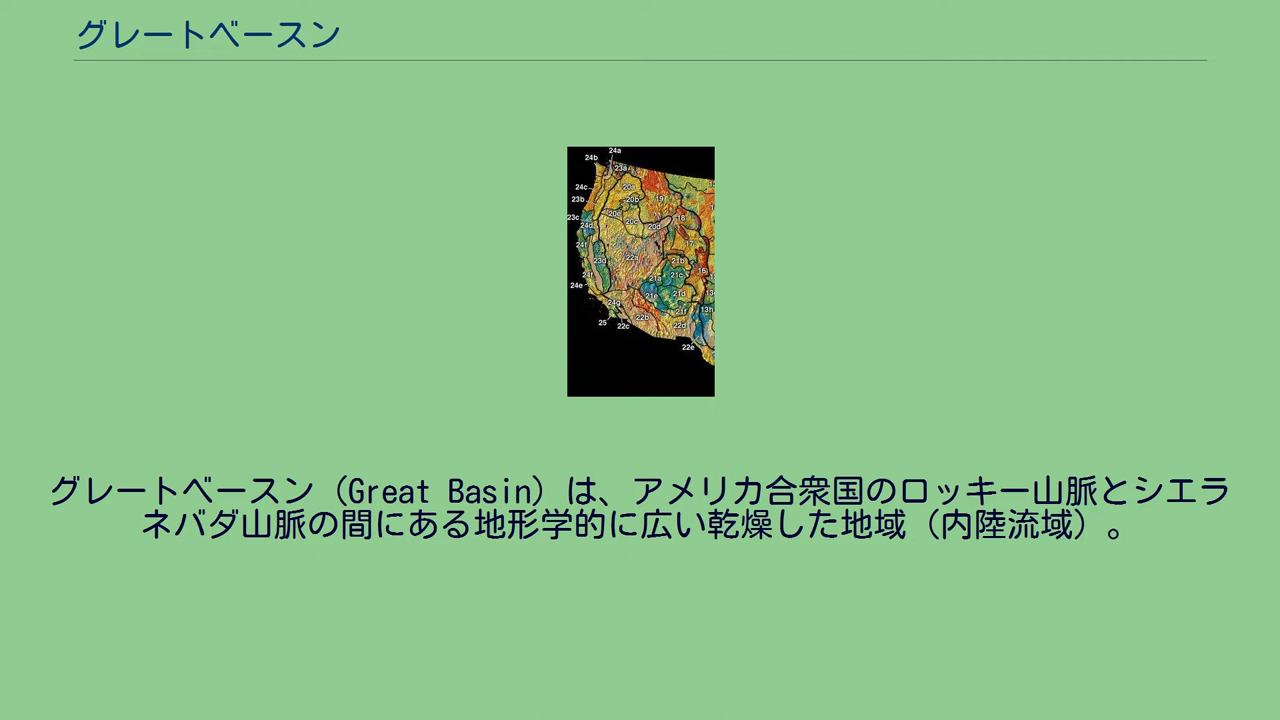 グレートベースン
24a
24b
23a
24c
20a
23b
20b
19
23c
20e
20c
18
24d
20d
24f
17
22a
23d
21b
16
24f
21a
21c
24e
21e
21d
13
24g
21f
13h
22b
25
22c
22d
22e
グレートベースン（Great Basin）は、アメリカ合衆国のロッキー山脈とシエラ
ネバダ山脈の間にある地形学的に広い乾燥した地域（内陸流域）。